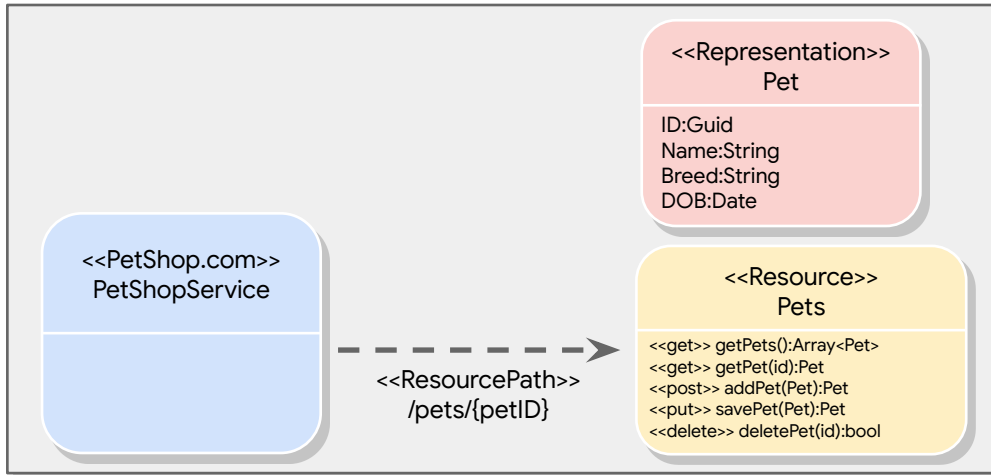 <<Representation>>
Pet
ID:Guid
Name:String
Breed:String
DOB:Date
<<PetShop.com>>
PetShopService
<<ResourcePath>>
/pets/{petID}
<<Resource>>
Pets
<<get>> getPets():Array<Pet>
<<get>> getPet(id):Pet
<<post>> addPet(Pet):Pet
<<put>> savePet(Pet):Pet
<<delete>> deletePet(id):bool